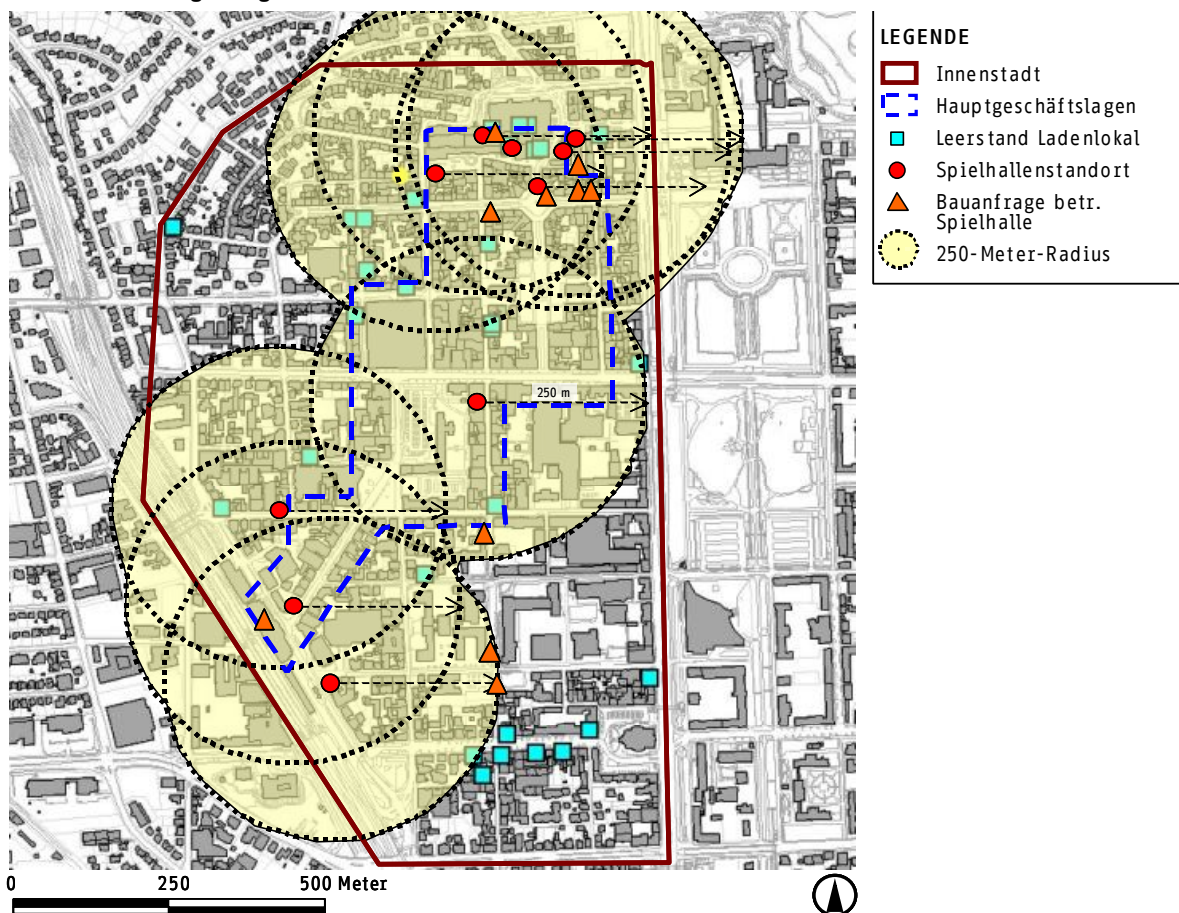 LEGENDE
Innenstadt
Hauptgeschäftslagen
Leerstand Ladenlokal
Spielhallenstandort
Bauanfrage betr.
Spielhalle
250-Meter-Radius
250 m
0 250 500 Meter